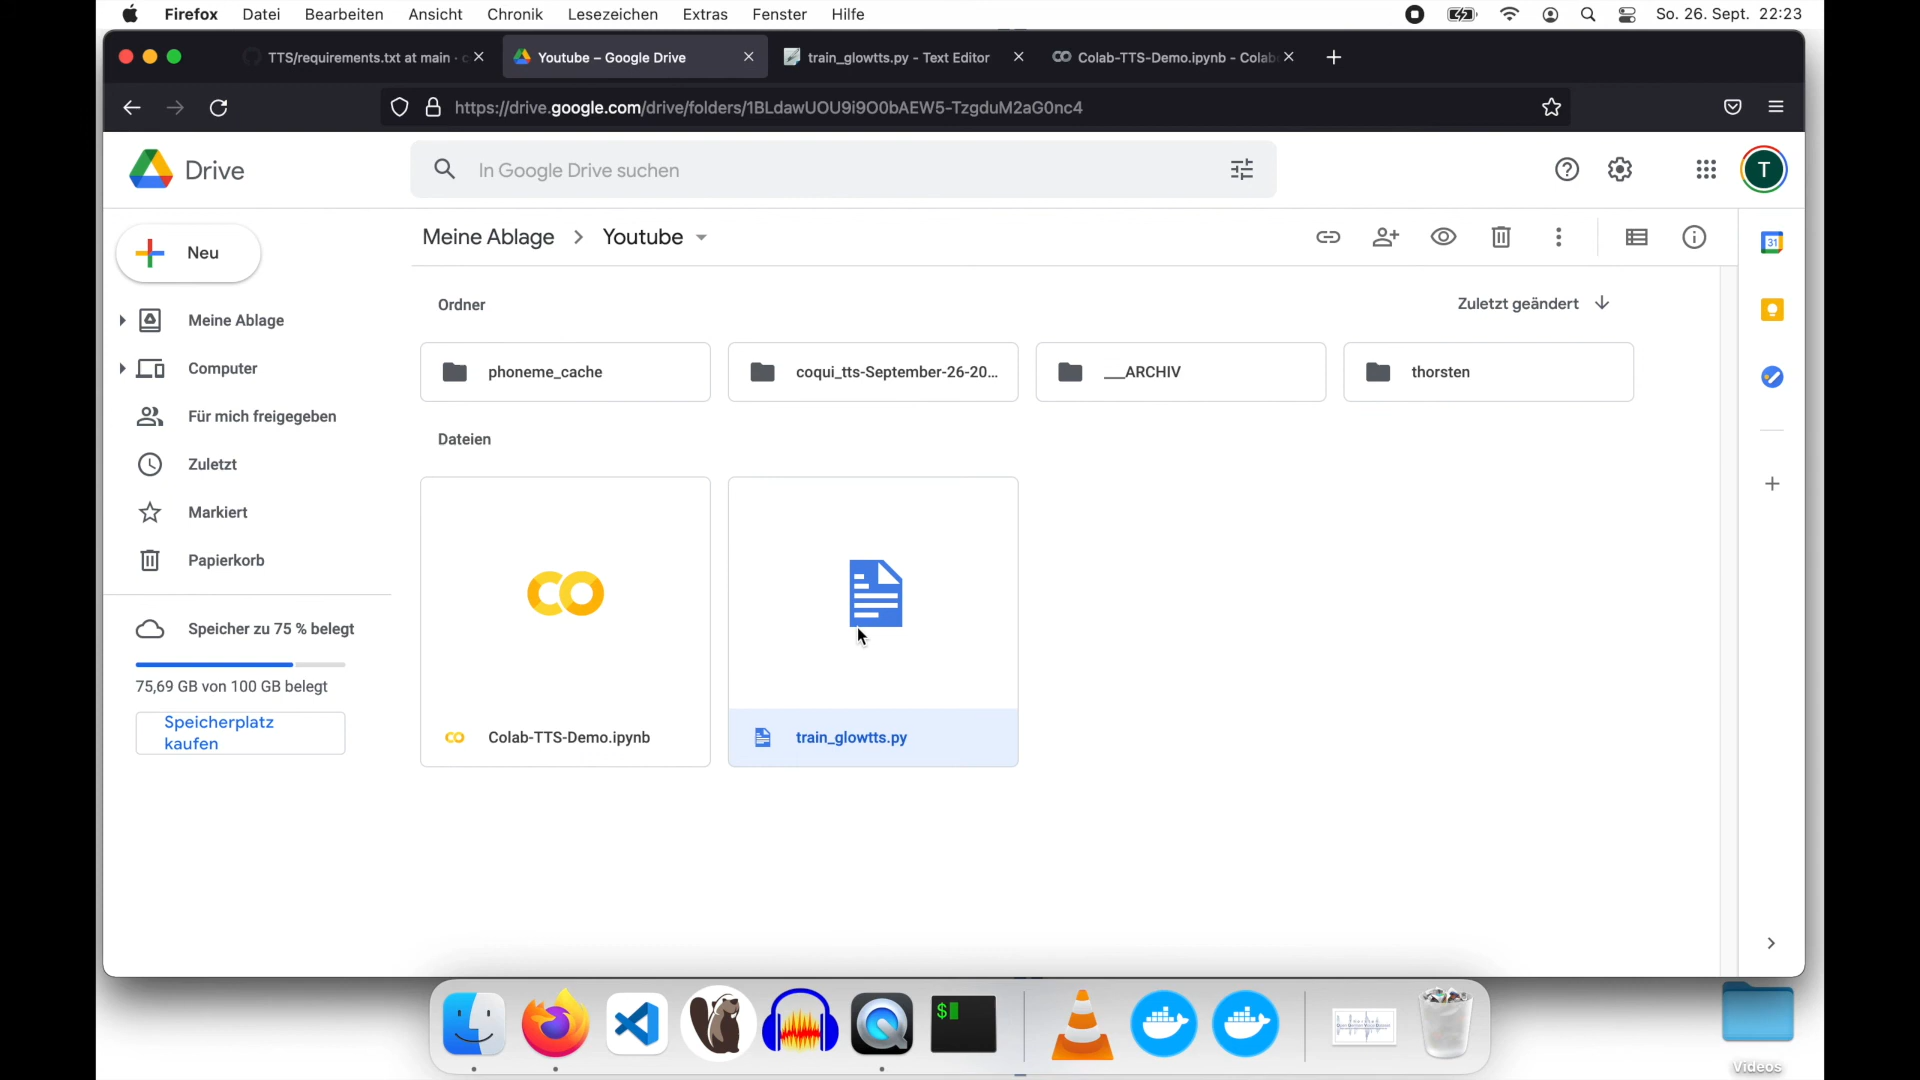 Firefox Datei Bearbeiten Ansicht Chronik Lesezeichen Extras Fenster Hilfe So. 26. Sept. 22:23
TTS/requirements.txt at main · c Youtube – Google Drive train_glowtts.py - Text Editor Colab-TTS-Demo.ipynb - Colab
https://drive.google.com/drive/folders/1BLdawUOU9i9O0bAEW5-TzgduM2aG0nc4
Drive
In Google Drive suchen
T
Neu
Meine Ablage
Youtube
31
Ordner
Zuletzt geändert
Meine Ablage
Computer
Für mich freigegeben
Zuletzt
Markiert
Papierkorb
Speicher zu 75 % belegt
75,69 GB von 100 GB belegt
Speicherplatz
kaufen
phoneme_cache
coqui_tts-September-26-20...
___ARCHIV
thorsten
Dateien
Colab-TTS-Demo.ipynb
train_glowtts.py
$
Videos